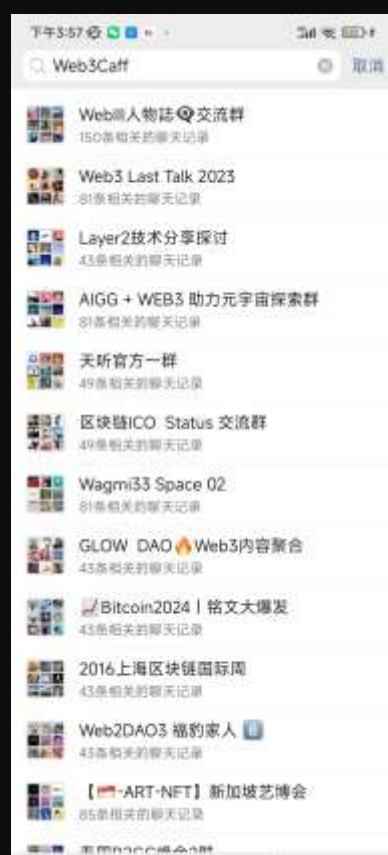 下午3:57
Web3Caff
取消
WebⅢ人物誌🗨交流群
150条相关的聊天记录
Web3 Last Talk 2023
81条相关的聊天记录
Layer2技术分享探讨
43条相关的聊天记录
AIGG + WEB3 助力元宇宙探索群
81条相关的聊天记录
天听官方一群
49条相关的聊天记录
区块链ICO Status 交流群
49条相关的聊天记录
Wagmi33 Space 02
81条相关的聊天记录
GLOW DAO🔥Web3内容聚合
43条相关的聊天记录
📈Bitcoin2024丨铭文大爆发
43条相关的聊天记录
2016上海区块链国际周
43条相关的聊天记录
Web2DAO3 福豹家人
43条相关的聊天记录
-ART-NFT】新加坡艺博会
85条相关的聊天记录